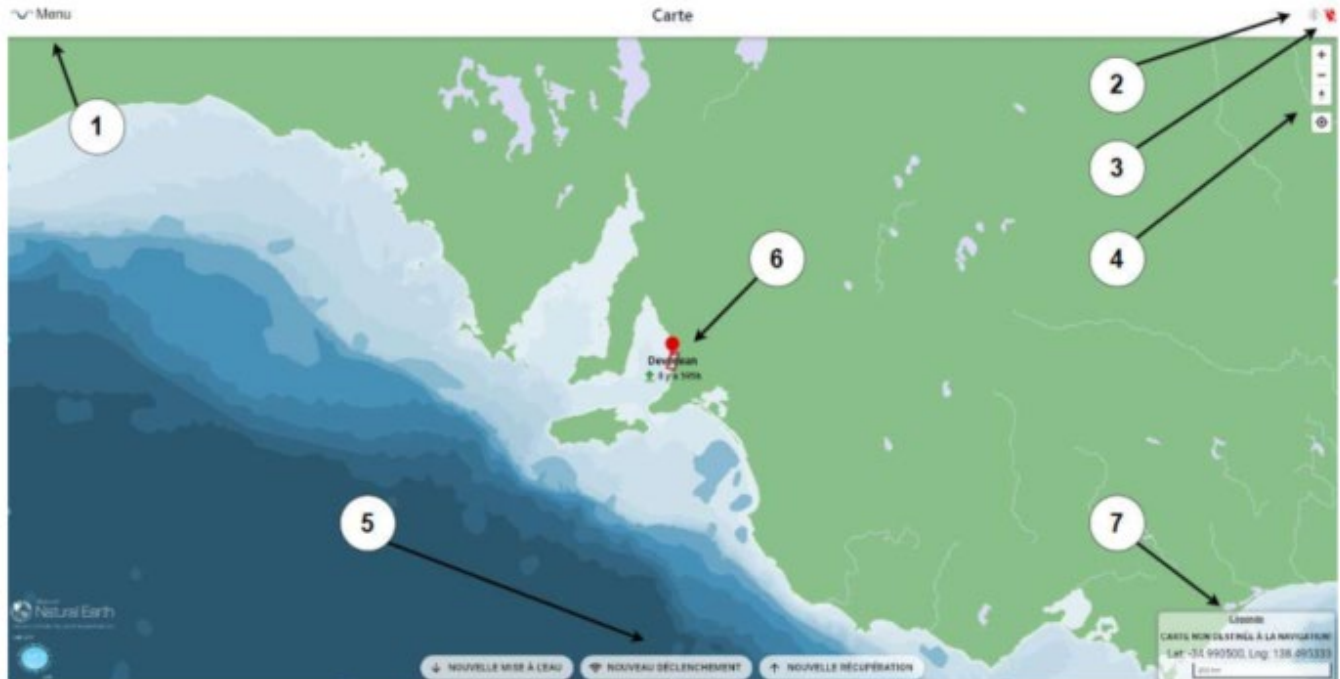 Menu
Carte
1
2
3
4
5
6
7
Natural Earth
NOUVELLE MISE À L'EAU
NOUVEAU DÉCLENCHEMENT
NOUVELLE RÉCUPÉRATION
Légende
CARTE NON DESTINÉE À LA NAVIGATION
Lat: -34.990500, Lng: 138.495333